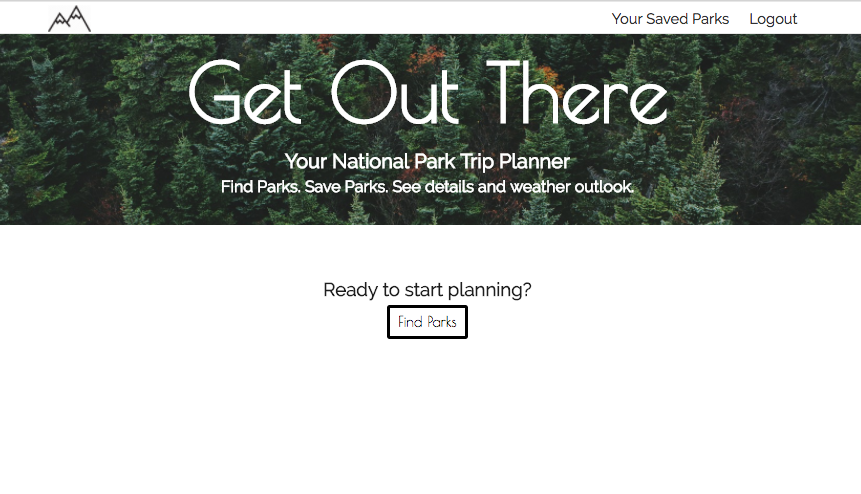 Your Saved Parks Logout
Get Out There
Your National Park Trip Planner
Find Parks. Save Parks. See details and weather outlook.
Ready to start planning?
Find Parks